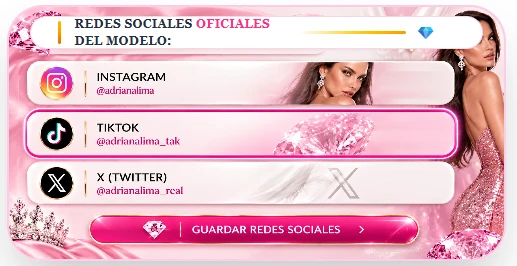 REDES SOCIALES OFICIALES
DEL MODELO:
INSTAGRAM
@adrianalima
TIKTOK
@adrianalima_tak
X (TWITTER)
@adrianalima_real
GUARDAR REDES SOCIALES